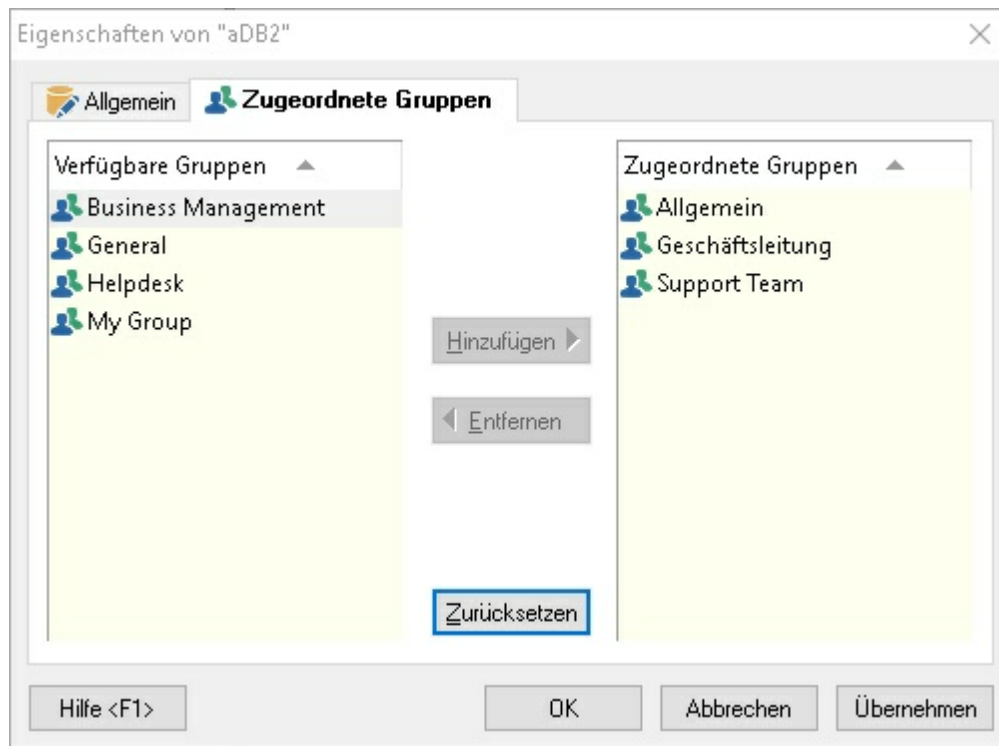 Eigenschaften von "aDB2"
Allgemein
Zugeordnete Gruppen
Verfügbare Gruppen
Business Management
General
Helpdesk
My Group
Hinzufügen
Entfernen
Zurücksetzen
Zugeordnete Gruppen
Allgemein
Geschäftsleitung
Support Team
Hilfe <F1>
OK
Abbrechen
Übernehmen